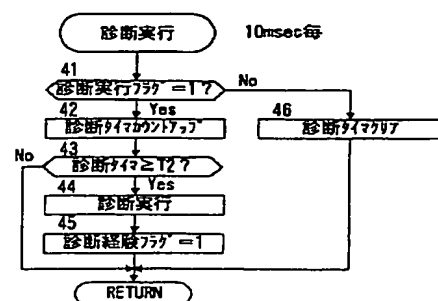 診断実行 10msec毎
41
診断実行フラグ=1? No
42 Yes 46
診断タイマカウントアップ 診断タイマクリア
43
No 診断タイマ≧T2?
44 Yes
診断実行
45
診断経験フラグ=1
RETURN